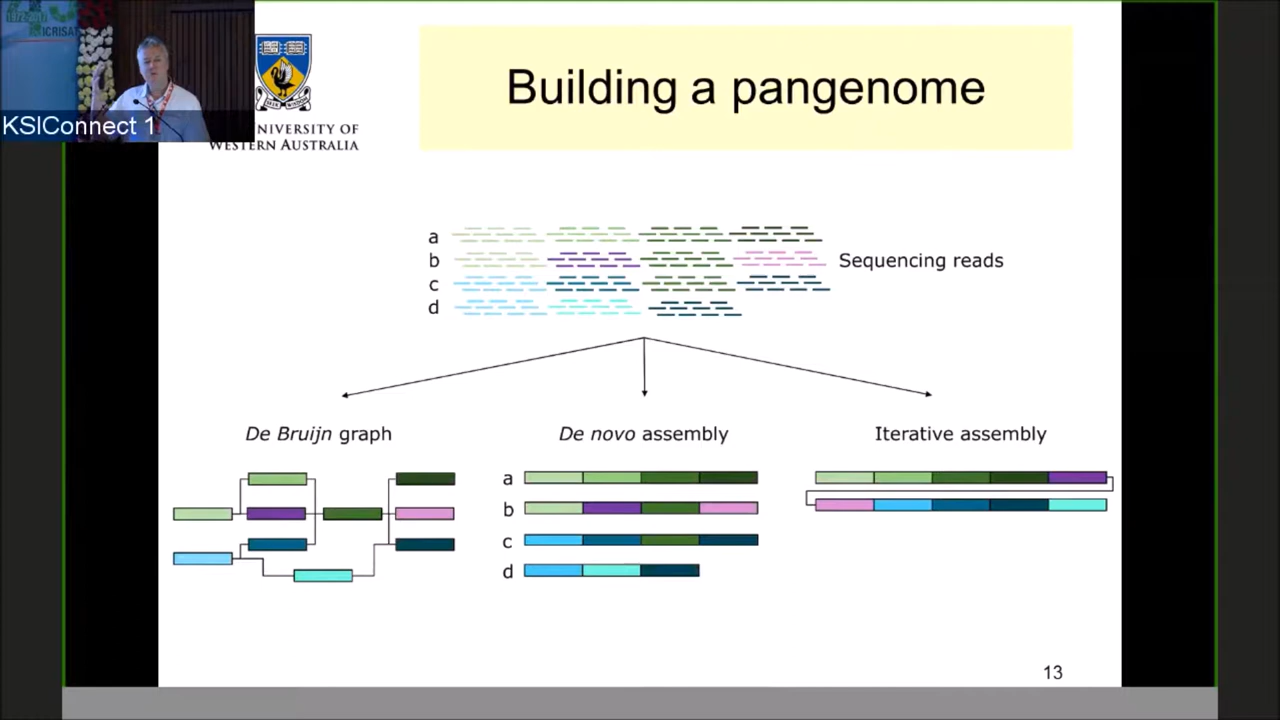 ICRISAT
KSIConnect 1
UNIVERSITY OF
WESTERN AUSTRALIA
Building a pangenome
a
b
c
d
Sequencing reads
De Bruijn graph
De novo assembly
Iterative assembly
a
b
c
d
13